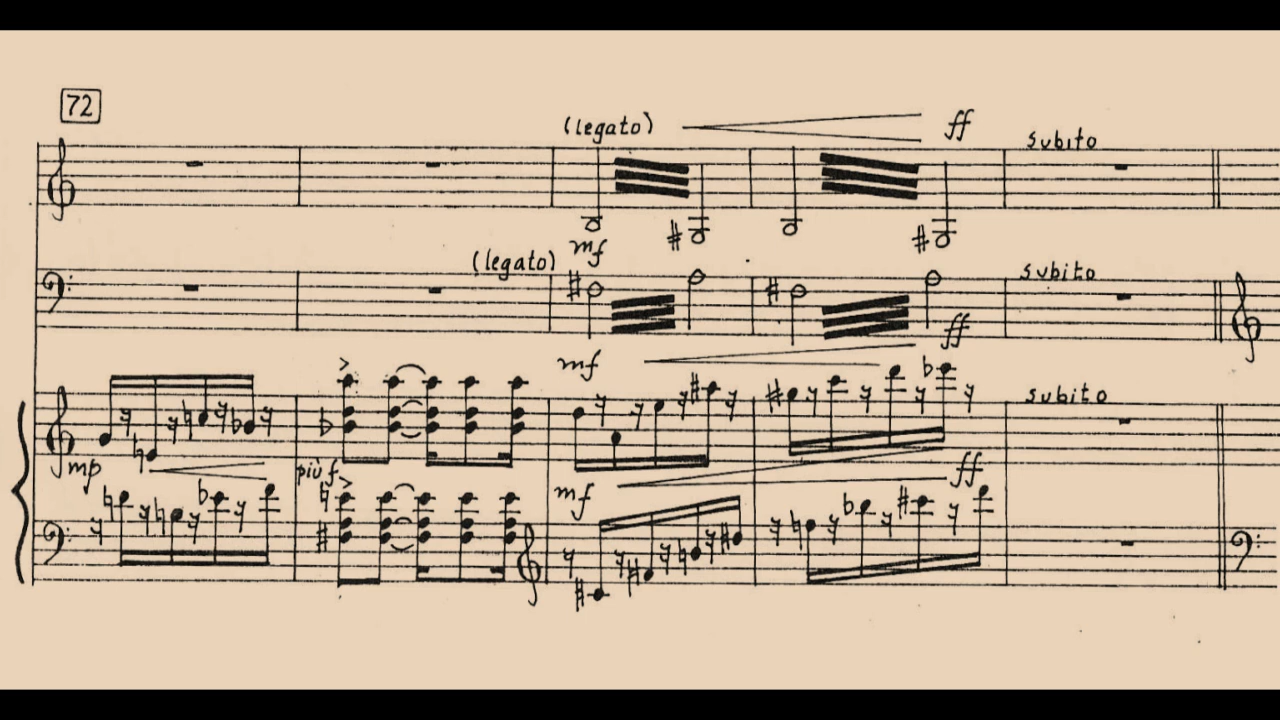 72
(legato) ff subito
mf
(legato) subito
ff
mf
subito
mp più f ff
mf